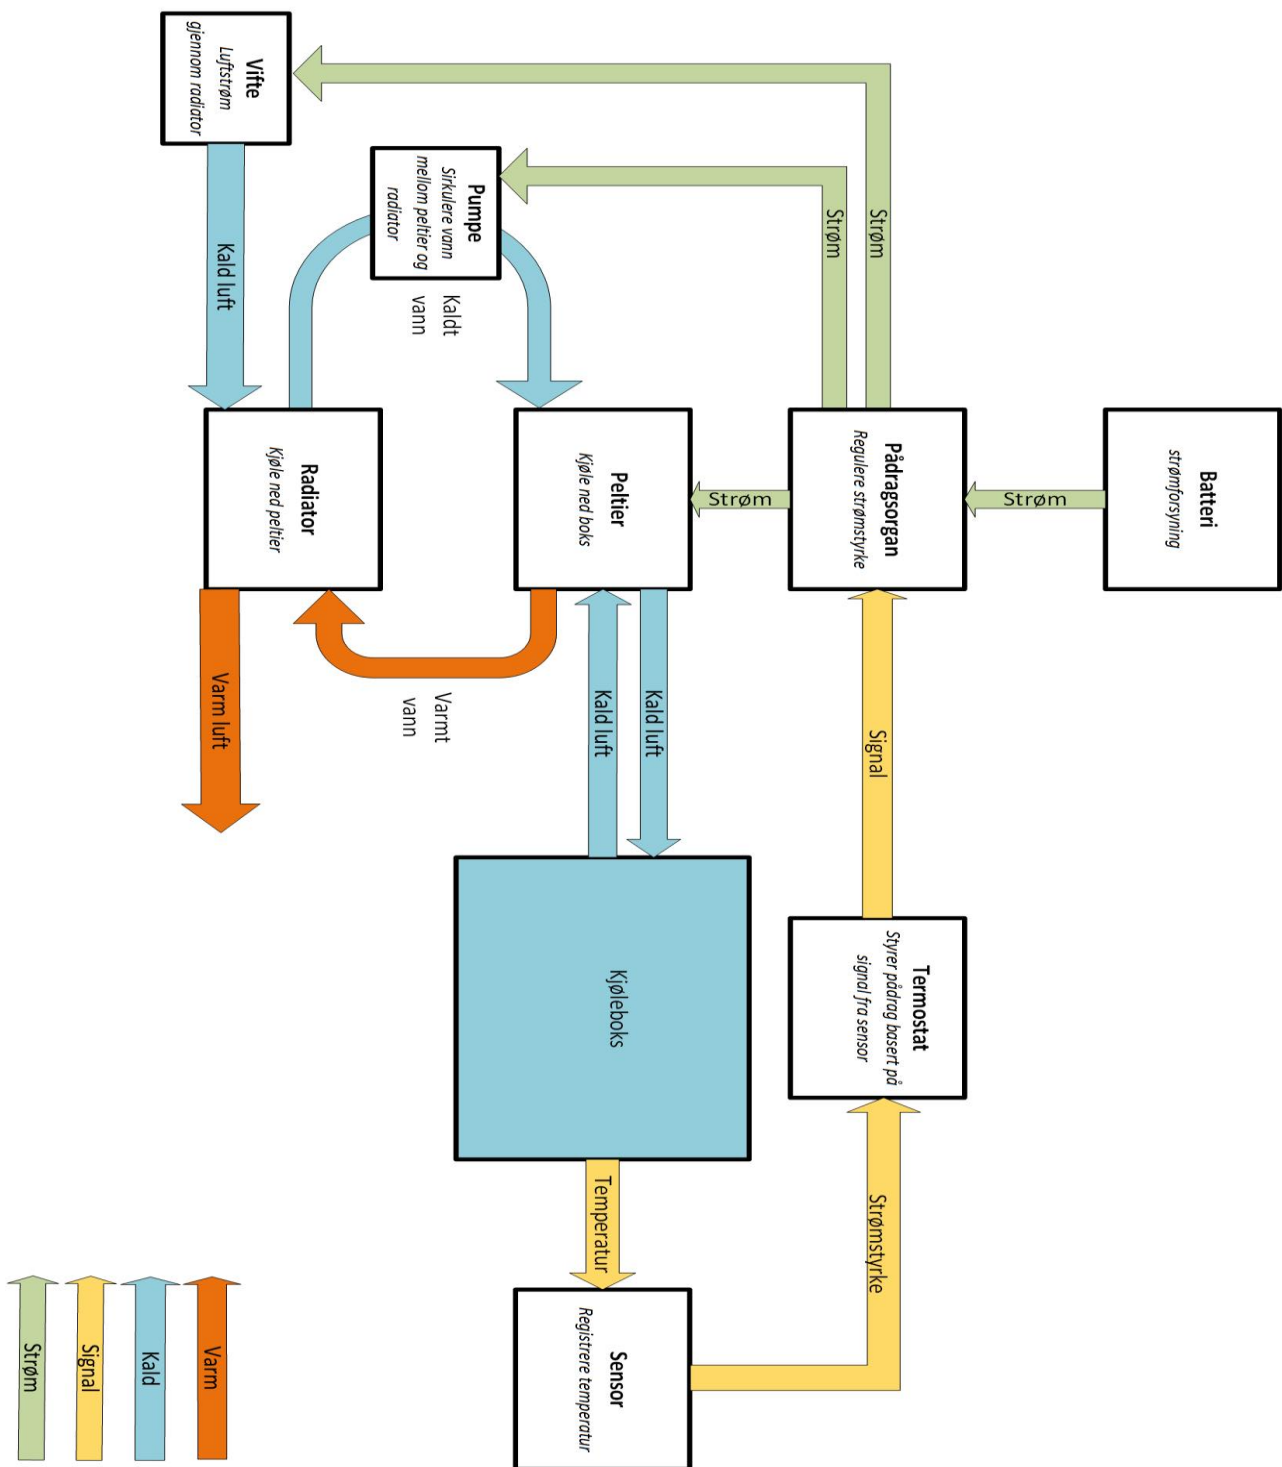 Batteri
strømforsyning
Strøm
Pådragsorgan
Regulere strømstyrke
Signal
Termostat
Styrer pådrag basert på
signal fra sensor
Strøm
Strøm
Strøm
Strømstyrke
Vifte
Luftstrøm
gjennom radiator
Pumpe
Sirkulere vann
mellom peltier og
radiator
Kaldt
vann
Peltier
Kjøle ned boks
Kald luft
Kald luft
Kjøleboks
Temperatur
Sensor
Registrere temperatur
Varmt
vann
Kald luft
Radiator
Kjøle ned peltier
Varm luft
Varm
Kald
Signal
Strøm